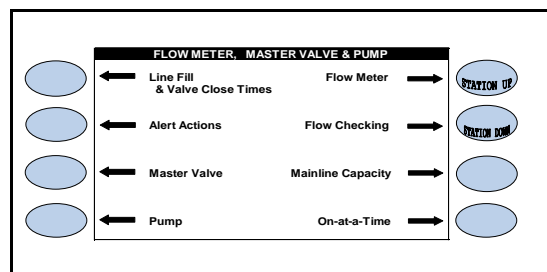 FLOW METER, MASTER VALVE & PUMP
Line Fill
& Valve Close Times
Flow Meter
STATION UP
Alert Actions
Flow Checking
STATION DOWN
Master Valve
Mainline Capacity
Pump
On-at-a-Time